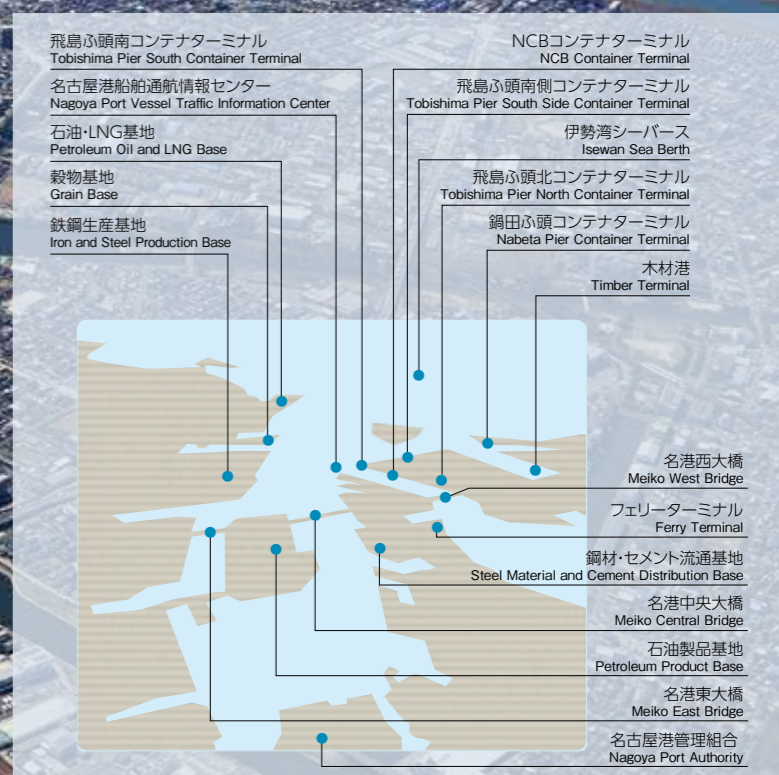 飛島ふ頭南コンテナターミナル
Tobishima Pier South Container Terminal
名古屋港船舶通航情報センター
Nagoya Port Vessel Traffic Information Center
石油・LNG基地
Petroleum Oil and LNG Base
穀物基地
Grain Base
鉄鋼生産基地
Iron and Steel Production Base
NCBコンテナターミナル
NCB Container Terminal
飛島ふ頭南側コンテナターミナル
Tobishima Pier South Side Container Terminal
伊勢湾シーバース
Isewan Sea Berth
飛島ふ頭北コンテナターミナル
Tobishima Pier North Container Terminal
鍋田ふ頭コンテナターミナル
Nabeta Pier Container Terminal
木材港
Timber Terminal
名港西大橋
Meiko West Bridge
フェリーターミナル
Ferry Terminal
鋼材・セメント流通基地
Steel Material and Cement Distribution Base
名港中央大橋
Meiko Central Bridge
石油製品基地
Petroleum Product Base
名港東大橋
Meiko East Bridge
名古屋港管理組合
Nagoya Port Authority